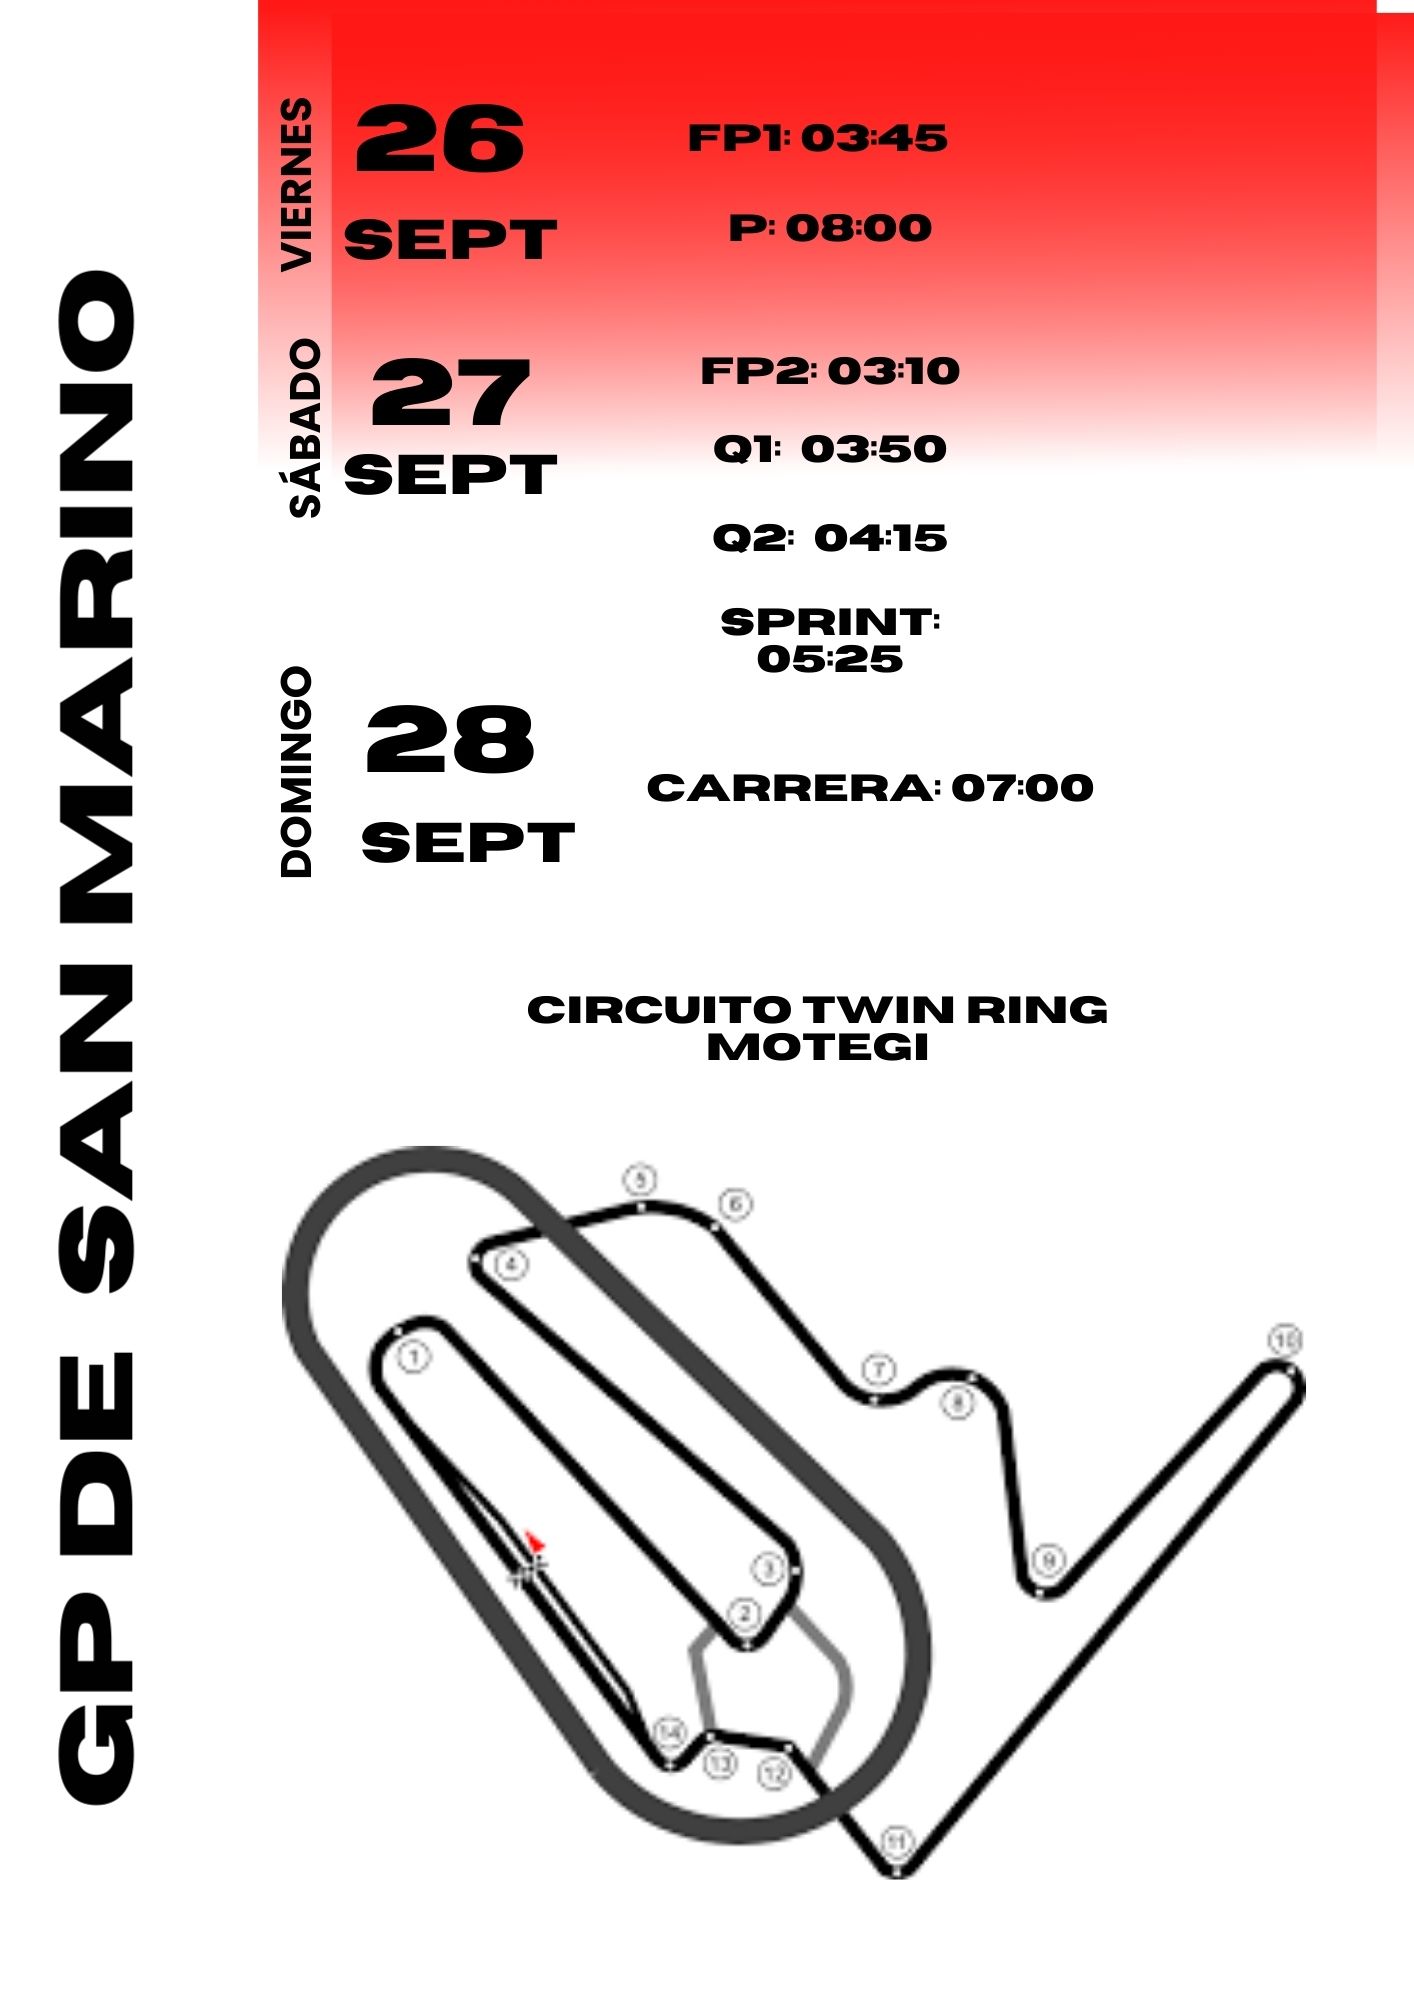 GP DE SAN MARINO
VIERNES
26
SEPT
FP1: 03:45
P: 08:00
SÁBADO
27
SEPT
FP2: 03:10
Q1: 03:50
Q2: 04:15
SPRINT:
05:25
DOMINGO
28
SEPT
CARRERA: 07:00
CIRCUITO TWIN RING
MOTEGI
5
6
4
10
1
7
8
9
3
2
14
13
12
11